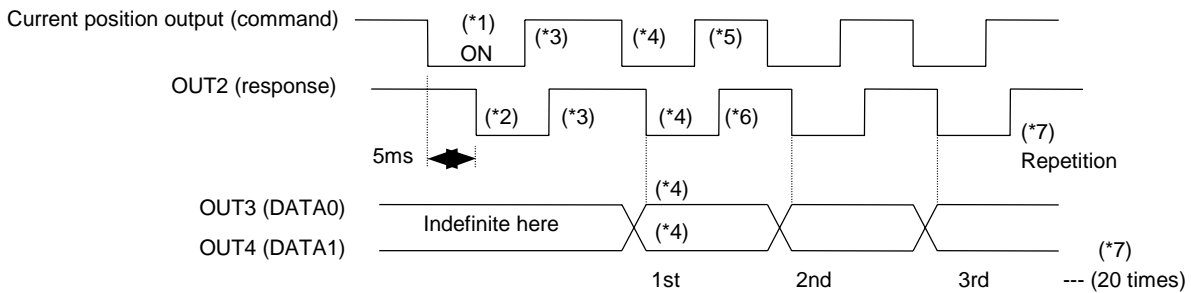 Current position output (command)
(*1)
ON
(*3)
(*4)
(*5)
OUT2 (response)
(*2)
(*3)
(*4)
(*6)
(*7)
Repetition
5ms
OUT3 (DATA0)
(*4)
Indefinite here
OUT4 (DATA1)
(*4)
(*7)
1st
2nd
3rd
--- (20 times)